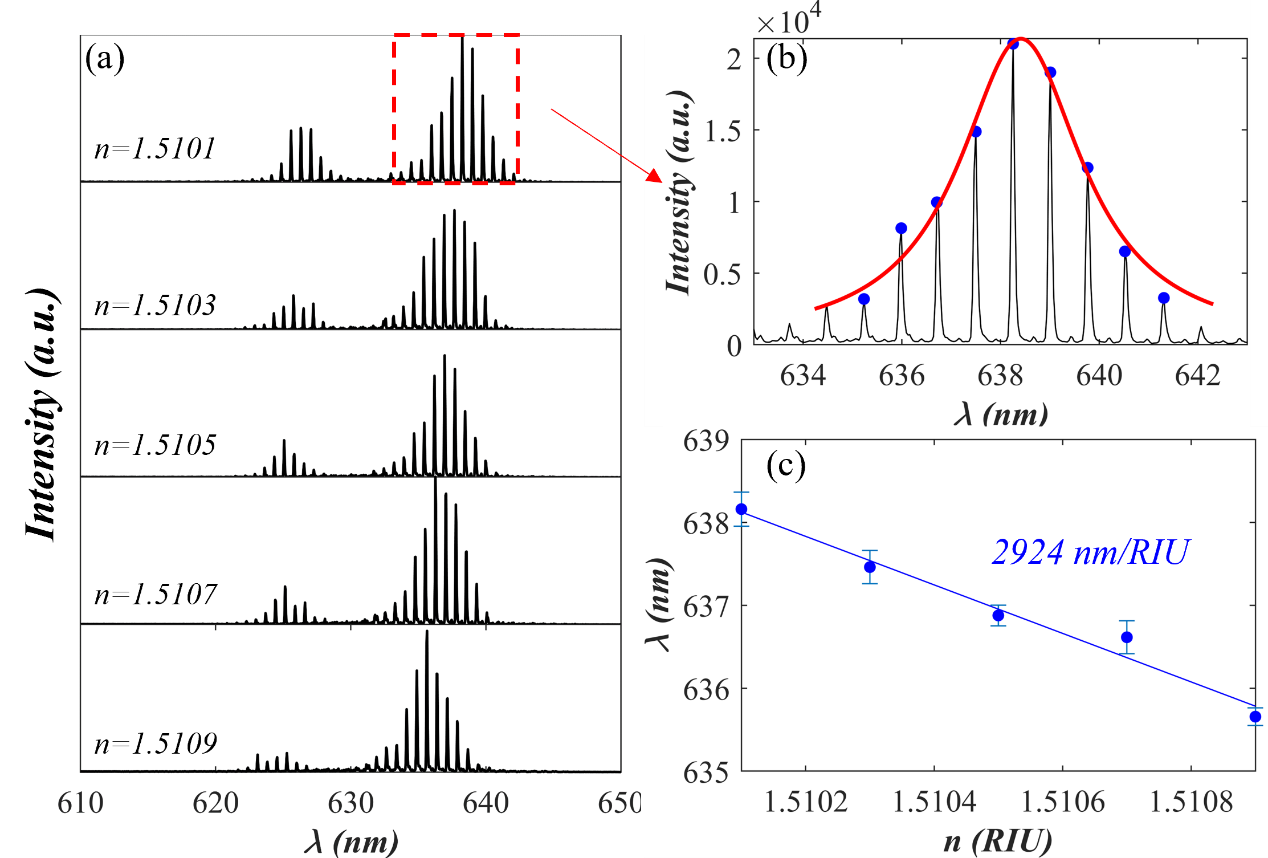 (a)
n=1.5101
n=1.5103
n=1.5105
n=1.5107
n=1.5109
Intensity (a.u.)
610 620 630 640 650
λ (nm)
×10⁴
(b)
2
1.5
1
0.5
0
Intensity (a.u.)
634 636 638 640 642
λ (nm)
(c)
639
638
637
636
635
2924 nm/RIU
λ (nm)
1.5102 1.5104 1.5106 1.5108
n (RIU)